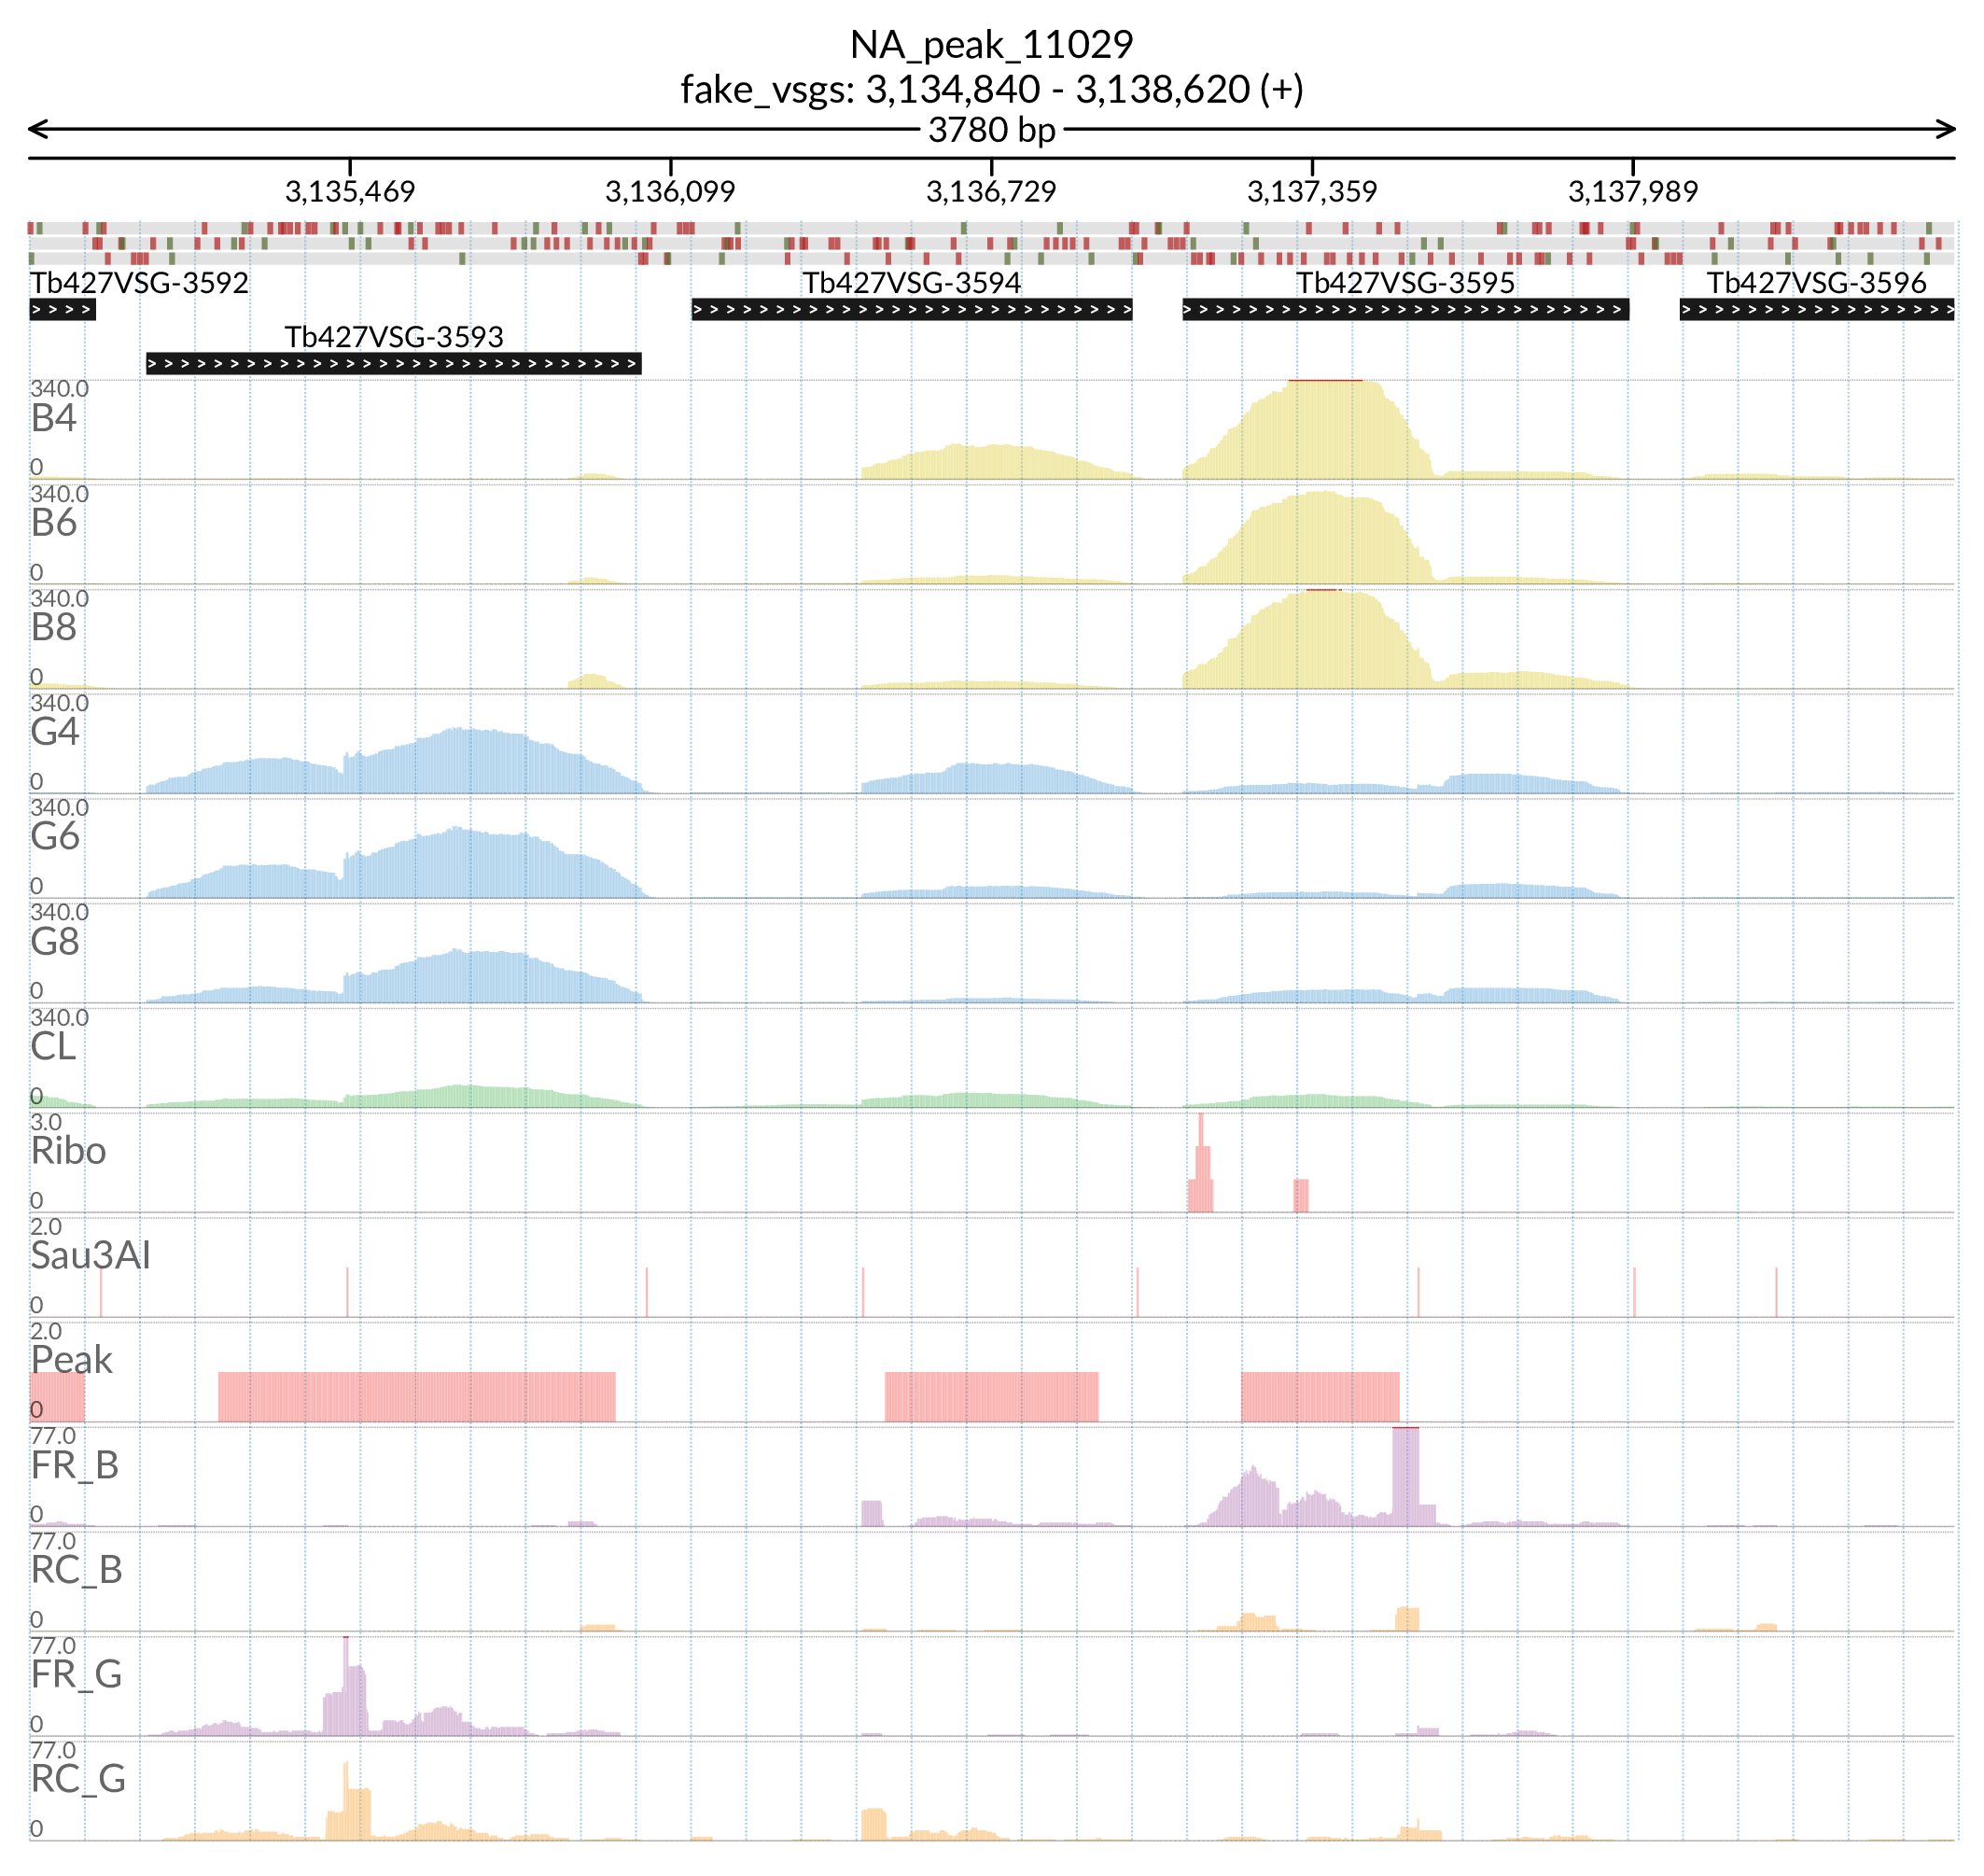 NA_peak_11029
fake_vsgs: 3,134,840 - 3,138,620 (+)
3780 bp
3,135,469 3,136,099 3,136,729 3,137,359 3,137,989
Tb427VSG-3592 Tb427VSG-3594 Tb427VSG-3595 Tb427VSG-3596
Tb427VSG-3593
340.0
B4
0
340.0
B6
0
340.0
B8
0
340.0
G4
0
340.0
G6
0
340.0
G8
0
340.0
CL
0
3.0
Ribo
0
2.0
Sau3AI
0
2.0
Peak
0
77.0
FR_B
0
77.0
RC_B
0
77.0
FR_G
0
77.0
RC_G
0